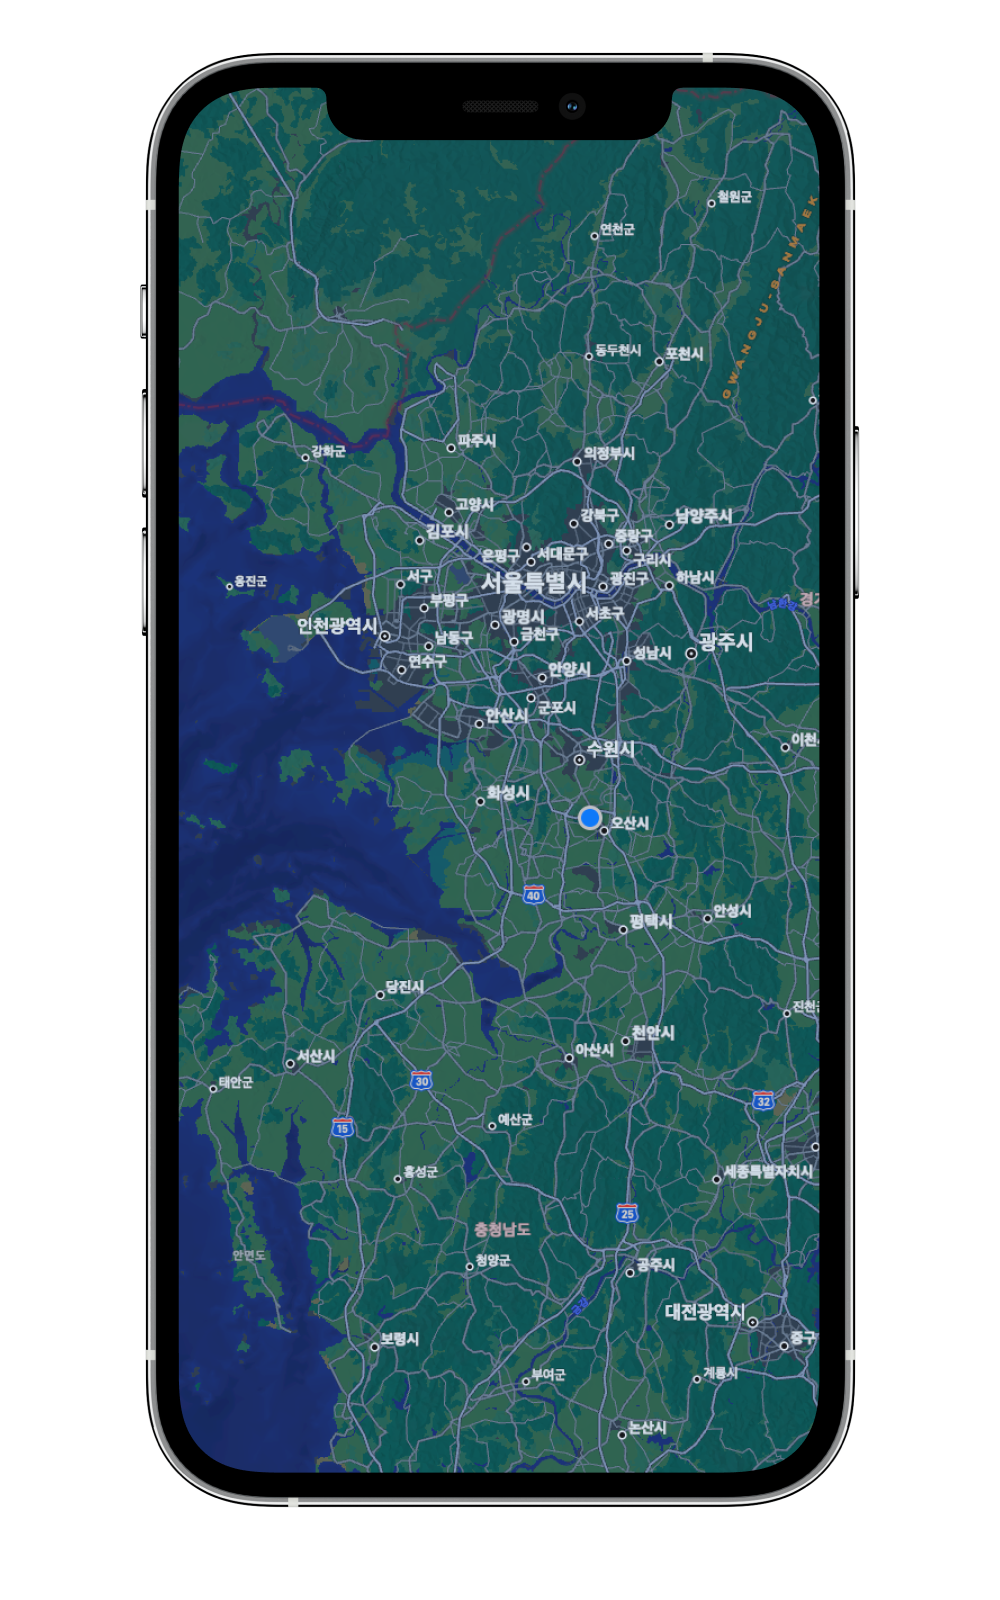 철원군
연천군
GWANGJU-SANMAEK
동두천시
포천시
파주시
강화군
의정부시
고양시
강북구
남양주시
김포시
중랑구
은평구
서대문구
구리시
서울특별시
서구
광진구
하남시
옹진군
부평구
경기
광명시
서초구
인천광역시
남동구
금천구
광주시
연수구
성남시
안양시
군포시
안산시
이천시
수원시
화성시
오산시
40
평택시
안성시
당진시
진천군
천안시
아산시
서산시
태안군
30
32
15
예산군
홍성군
세종특별자치시
25
충청남도
안면도
청양군
공주시
금강
대전광역시
보령시
중구
부여군
계룡시
논산시